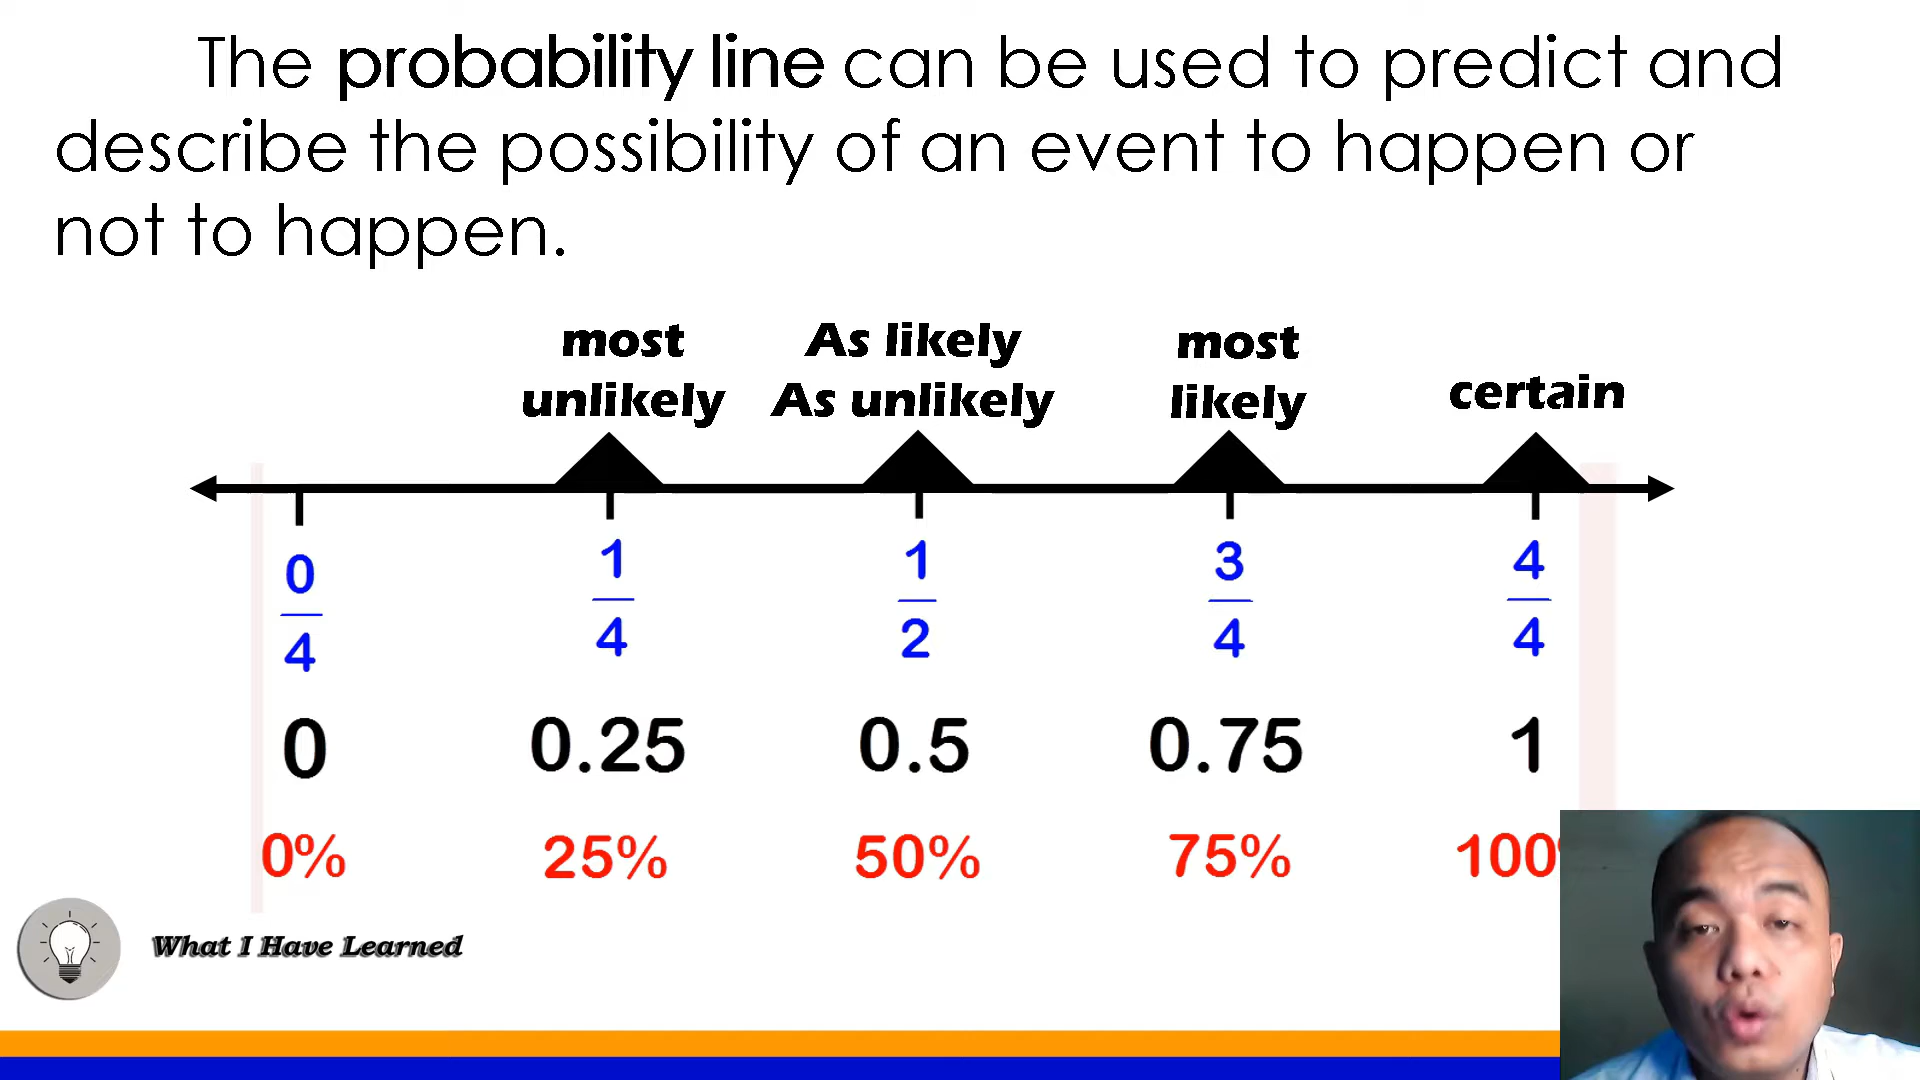 The probability line can be used to predict and
describe the possibility of an event to happen or
not to happen.
most
unlikely
As likely
As unlikely
most
likely
certain
0/4
1/4
1/2
3/4
4/4
0 0.25 0.5 0.75 1
0% 25% 50% 75% 100
What I Have Learned